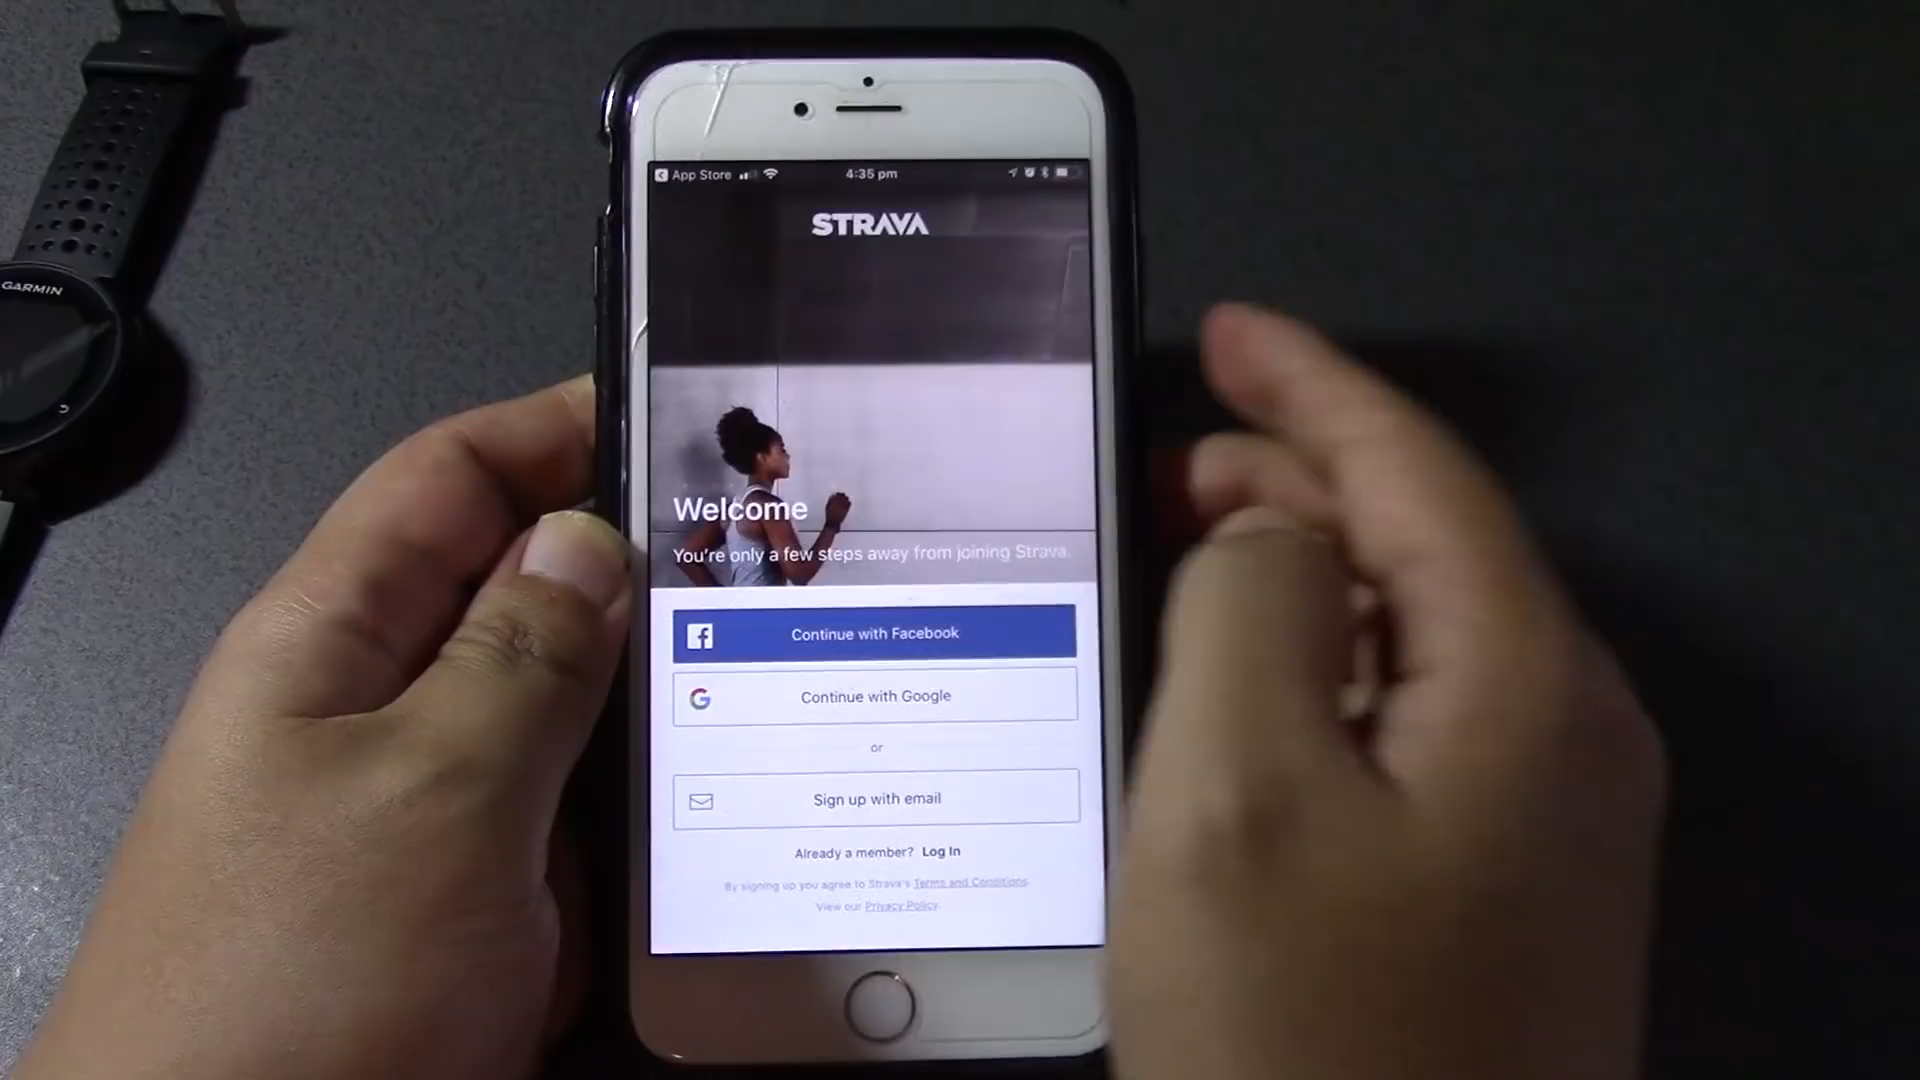 GARMIN
App Store
4:35 pm
STRAVA
Welcome
You're only a few steps away from joining Strava.
Continue with Facebook
Continue with Google
or
Sign up with email
Already a member? Log In
By signing up you agree to Strava's Terms and Conditions.
View our Privacy Policy.